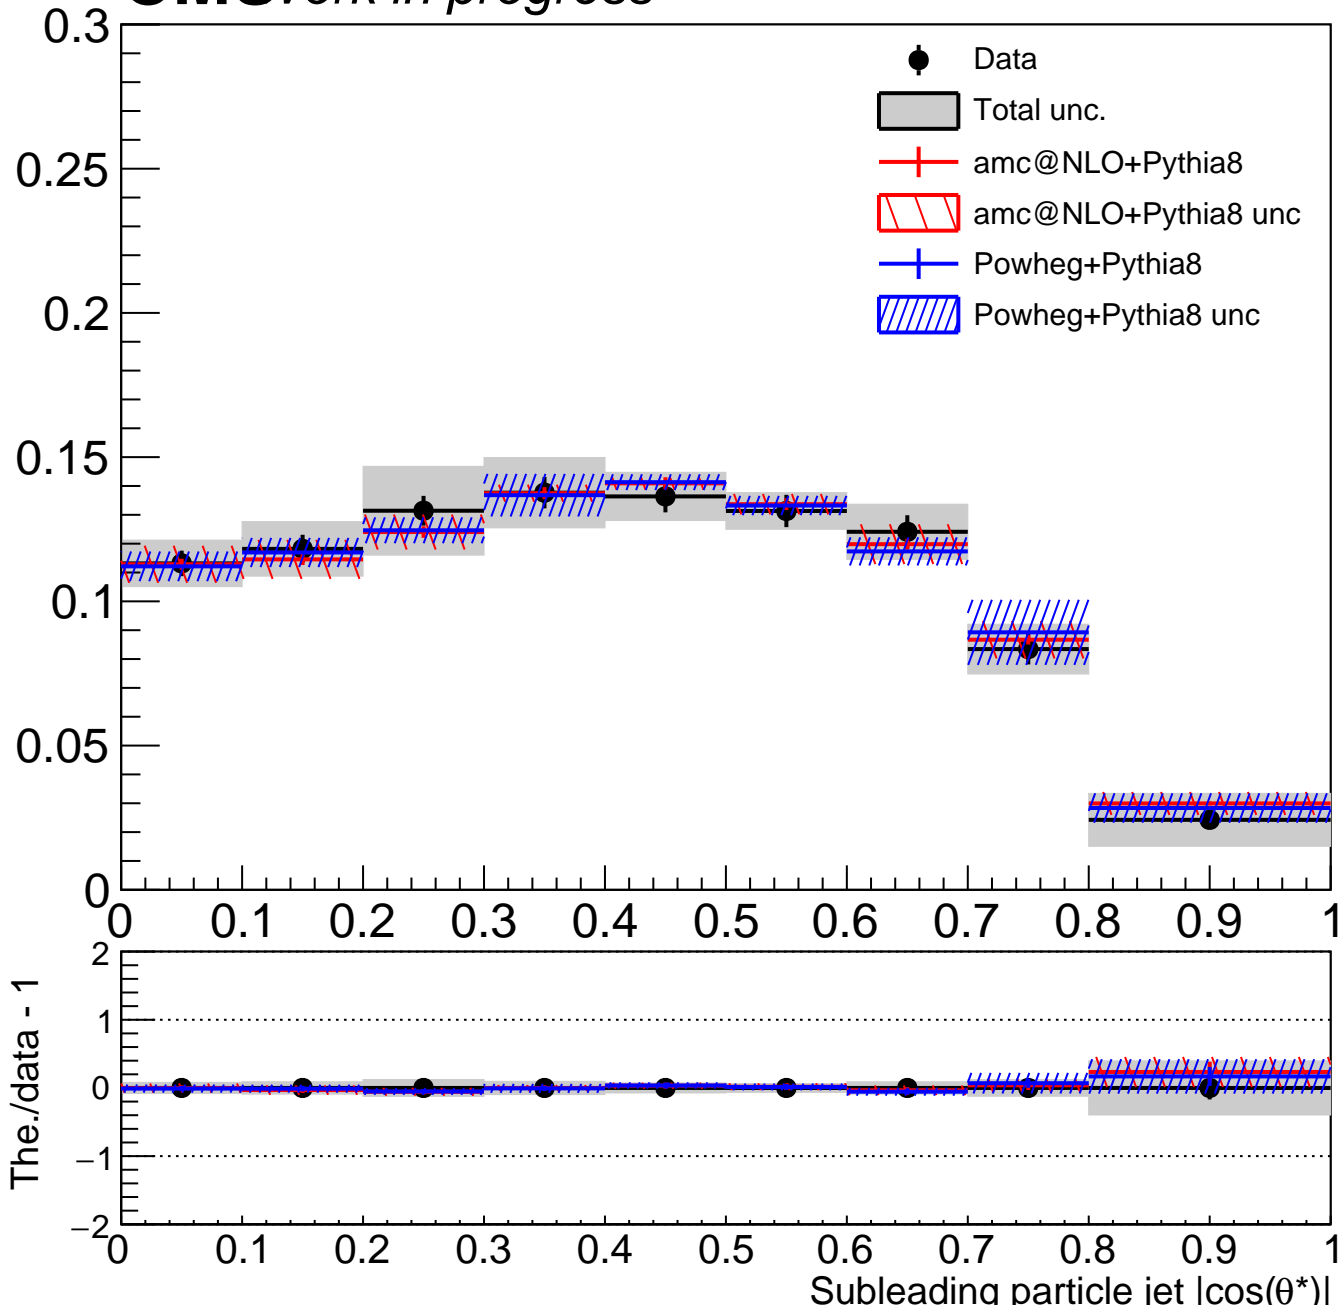 CMS Work in progress
0.3
0.25
0.2
0.15
0.1
0.05
0
Data
Total unc.
amc@NLO+Pythia8
amc@NLO+Pythia8 unc
Powheg+Pythia8
Powheg+Pythia8 unc
0 0.1 0.2 0.3 0.4 0.5 0.6 0.7 0.8 0.9 1
The./data - 1
2
1
0
−1
−2
0 0.1 0.2 0.3 0.4 0.5 0.6 0.7 0.8 0.9 1
Subleading particle jet |cos(θ*)|